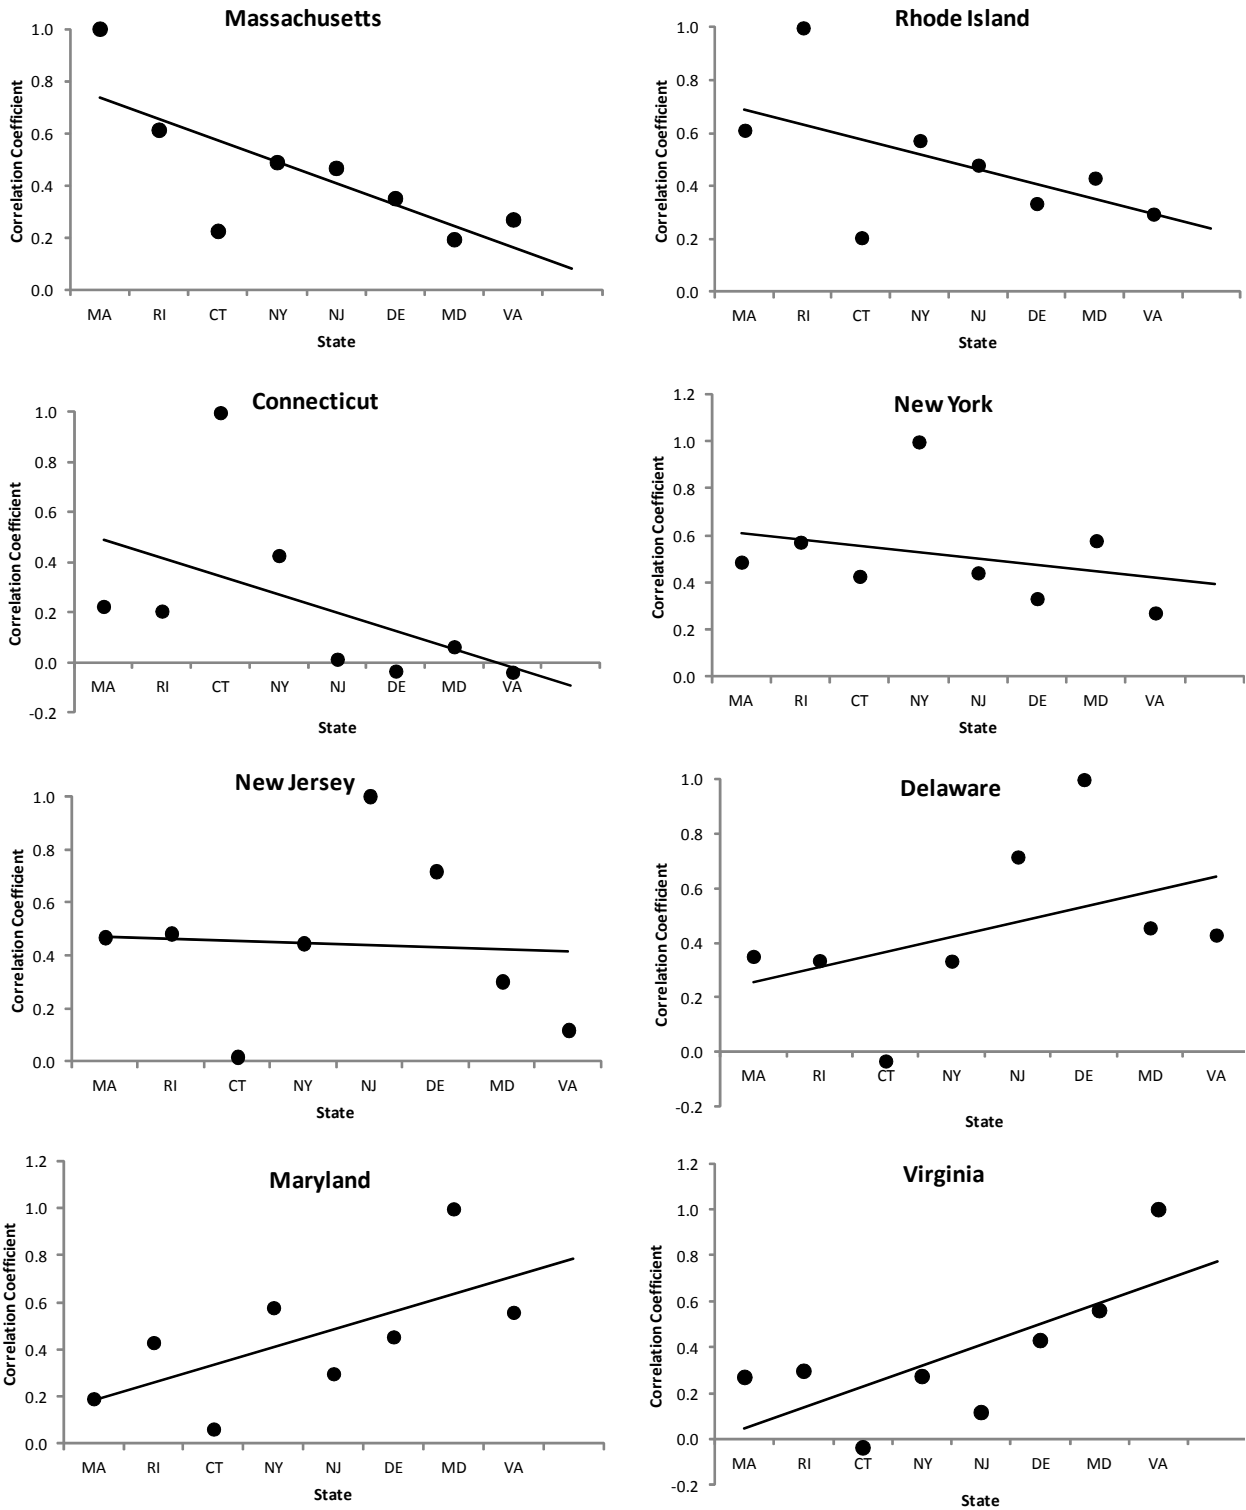 Massachusetts
Correlation Coefficient
1.0
0.8
0.6
0.4
0.2
0.0
MA RI CT NY NJ DE MD VA
State
Rhode Island
Correlation Coefficient
1.0
0.8
0.6
0.4
0.2
0.0
MA RI CT NY NJ DE MD VA
State
Connecticut
Correlation Coefficient
1.0
0.8
0.6
0.4
0.2
0.0
-0.2
MA RI CT NY NJ DE MD VA
State
New York
Correlation Coefficient
1.2
1.0
0.8
0.6
0.4
0.2
0.0
MA RI CT NY NJ DE MD VA
State
New Jersey
Correlation Coefficient
1.0
0.8
0.6
0.4
0.2
0.0
MA RI CT NY NJ DE MD VA
State
Delaware
Correlation Coefficient
1.0
0.8
0.6
0.4
0.2
0.0
-0.2
MA RI CT NY NJ DE MD VA
State
Maryland
Correlation Coefficient
1.2
1.0
0.8
0.6
0.4
0.2
0.0
MA RI CT NY NJ DE MD VA
State
Virginia
Correlation Coefficient
1.2
1.0
0.8
0.6
0.4
0.2
0.0
-0.2
MA RI CT NY NJ DE MD VA
State